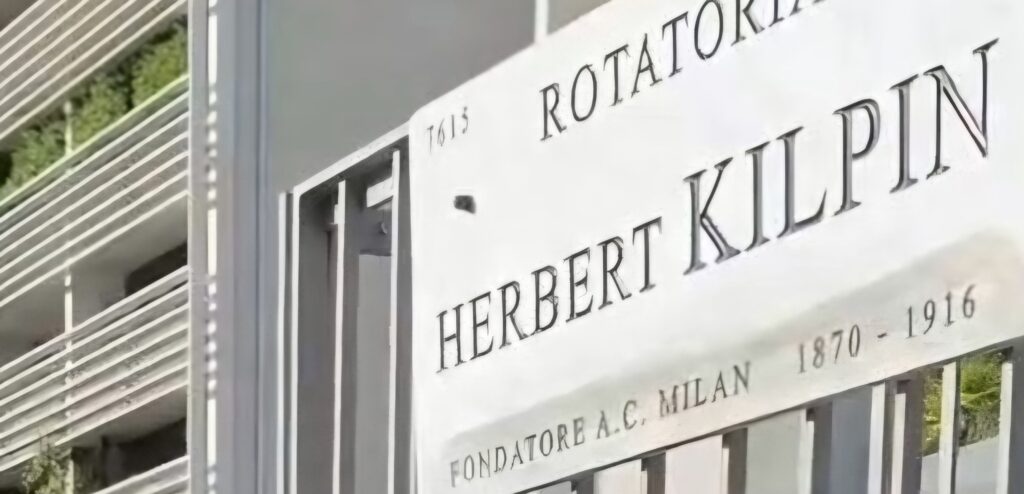 7615
ROTATORIA
HERBERT KILPIN
FONDATORE A.C. MILAN 1870 - 1916